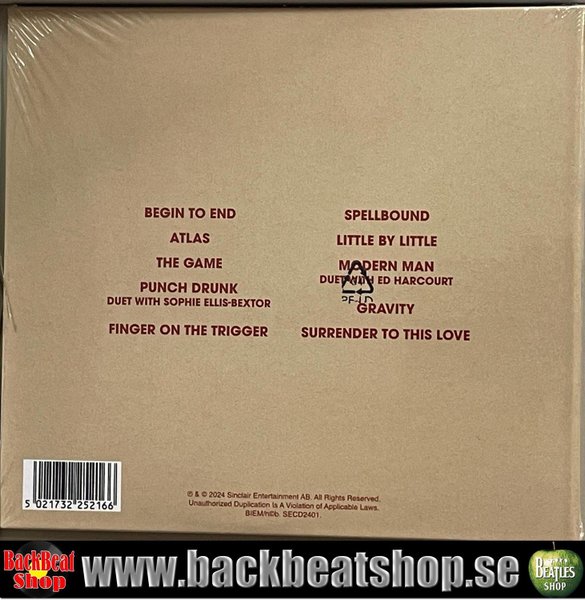 BEGIN TO END
ATLAS
THE GAME
PUNCH DRUNK
DUET WITH SOPHIE ELLIS-BEXTOR
FINGER ON THE TRIGGER
SPELLBOUND
LITTLE BY LITTLE
MODERN MAN
DUET WITH ED HARCOURT
PE-LD
GRAVITY
SURRENDER TO THIS LOVE
5 021732 252166
℗ & © 2024 Sinclair Entertainment AB. All Rights Reserved.
Unauthorized Duplication Is A Violation of Applicable Laws.
BIEM/n©b. SECD2401.
BackBeat
Shop
www.backbeatshop.se
BEATLES
SHOP